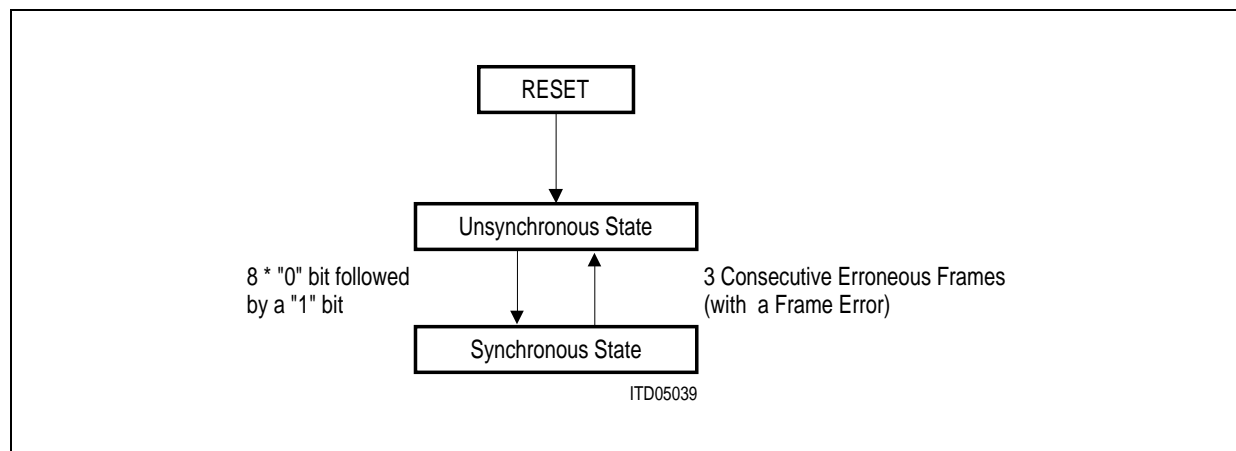 RESET
Unsynchronous State
8 * "0" bit followed
by a "1" bit
3 Consecutive Erroneous Frames
(with a Frame Error)
Synchronous State
ITD05039